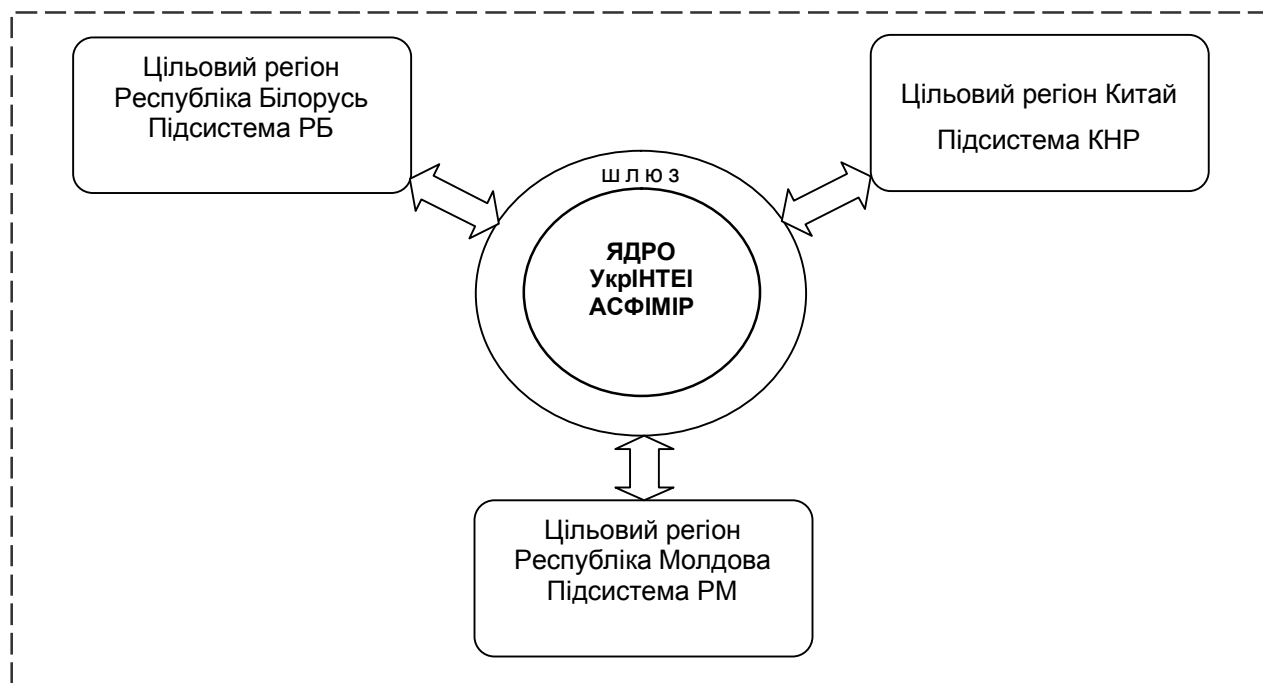 Цільовий регіон
Республіка Білорусь
Підсистема РБ
Цільовий регіон Китай
Підсистема КНР
ШЛЮЗ
ЯДРО
УкрІНТЕІ
АСФІМІР
Цільовий регіон
Республіка Молдова
Підсистема РМ